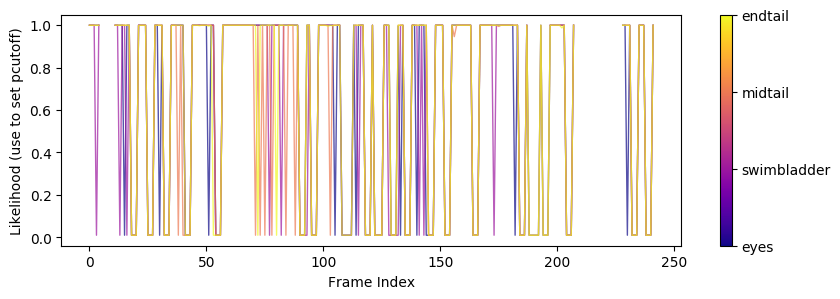 Likelihood (use to set pcutoff)
1.0
0.8
0.6
0.4
0.2
0.0
0 50 100 150 200 250
Frame Index
endtail
midtail
swimbladder
eyes